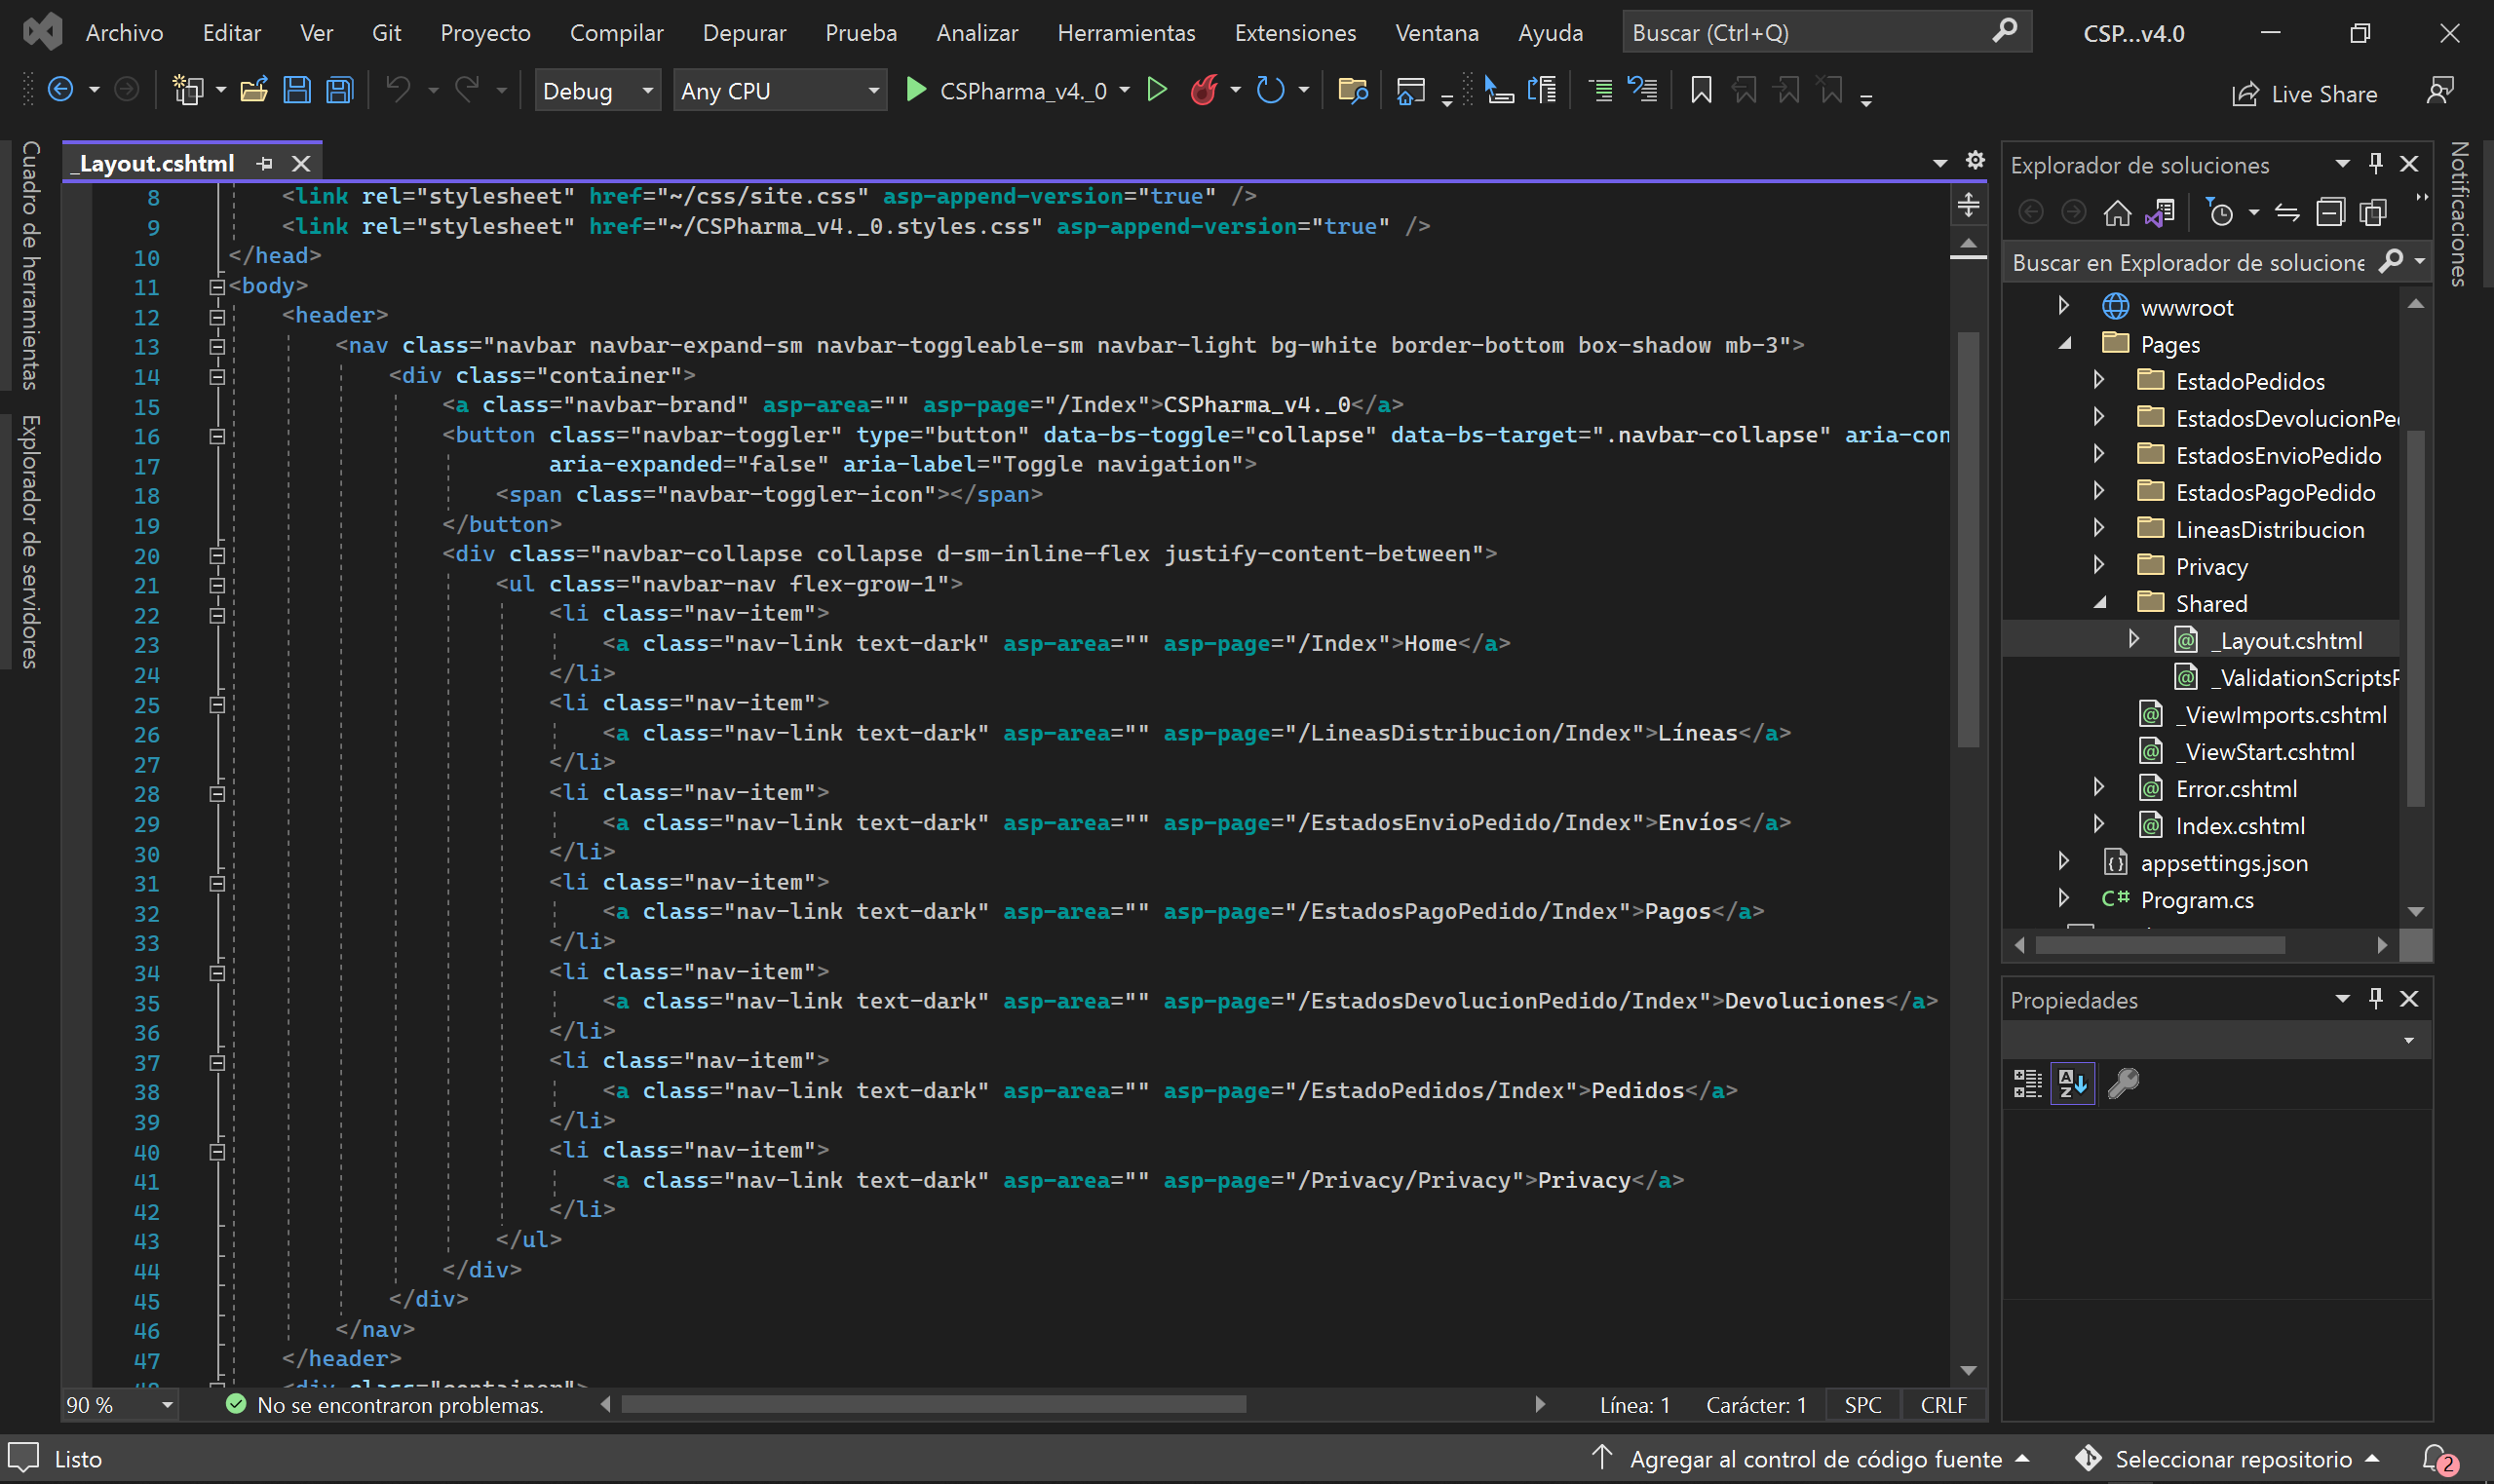 Archivo Editar Ver Git Proyecto Compilar Depurar Prueba Analizar Herramientas Extensiones Ventana Ayuda Buscar (Ctrl+Q) CSP...v4.0
Debug Any CPU CSPharma_v4._0 Live Share
Cuadro de herramientas
Explorador de servidores
_Layout.cshtml
8 <link rel="stylesheet" href="~/css/site.css" asp-append-version="true" />
9 <link rel="stylesheet" href="~/CSPharma_v4._0.styles.css" asp-append-version="true" />
10 </head>
11 <body>
12 <header>
13 <nav class="navbar navbar-expand-sm navbar-toggleable-sm navbar-light bg-white border-bottom box-shadow mb-3">
14 <div class="container">
15 <a class="navbar-brand" asp-area="" asp-page="/Index">CSPharma_v4._0</a>
16 <button class="navbar-toggler" type="button" data-bs-toggle="collapse" data-bs-target=".navbar-collapse" aria-con
17 aria-expanded="false" aria-label="Toggle navigation">
18 <span class="navbar-toggler-icon"></span>
19 </button>
20 <div class="navbar-collapse collapse d-sm-inline-flex justify-content-between">
21 <ul class="navbar-nav flex-grow-1">
22 <li class="nav-item">
23 <a class="nav-link text-dark" asp-area="" asp-page="/Index">Home</a>
24 </li>
25 <li class="nav-item">
26 <a class="nav-link text-dark" asp-area="" asp-page="/LineasDistribucion/Index">Líneas</a>
27 </li>
28 <li class="nav-item">
29 <a class="nav-link text-dark" asp-area="" asp-page="/EstadosEnvioPedido/Index">Envíos</a>
30 </li>
31 <li class="nav-item">
32 <a class="nav-link text-dark" asp-area="" asp-page="/EstadosPagoPedido/Index">Pagos</a>
33 </li>
34 <li class="nav-item">
35 <a class="nav-link text-dark" asp-area="" asp-page="/EstadosDevolucionPedido/Index">Devoluciones</a>
36 </li>
37 <li class="nav-item">
38 <a class="nav-link text-dark" asp-area="" asp-page="/EstadoPedidos/Index">Pedidos</a>
39 </li>
40 <li class="nav-item">
41 <a class="nav-link text-dark" asp-area="" asp-page="/Privacy/Privacy">Privacy</a>
42 </li>
43 </ul>
44 </div>
45 </div>
46 </nav>
47 </header>
48 <div class="container">
90 % No se encontraron problemas. Línea: 1 Carácter: 1 SPC CRLF
Explorador de soluciones
Buscar en Explorador de solucione
wwwroot
Pages
EstadoPedidos
EstadosDevolucionPe
EstadosEnvioPedido
EstadosPagoPedido
LineasDistribucion
Privacy
Shared
_Layout.cshtml
_ValidationScriptsP
_ViewImports.cshtml
_ViewStart.cshtml
Error.cshtml
Index.cshtml
appsettings.json
C# Program.cs
Propiedades
Notificaciones
Listo Agregar al control de código fuente Seleccionar repositorio 2